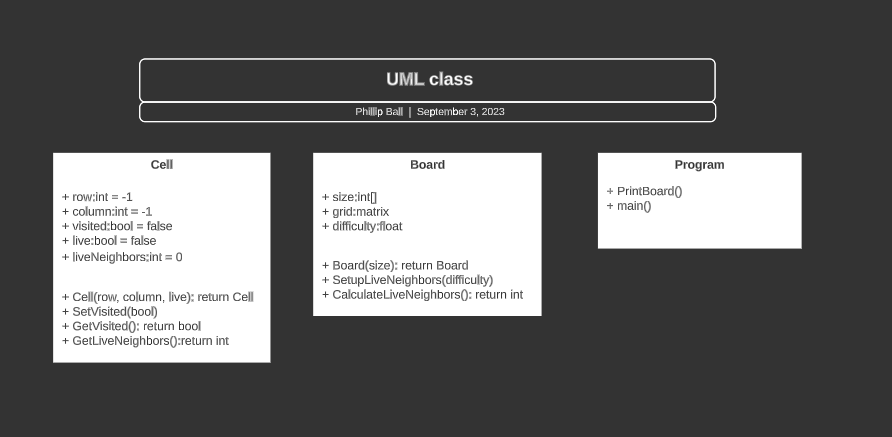 UML class
Phillip Ball | September 3, 2023
Cell
+ row:int = -1
+ column:int = -1
+ visited:bool = false
+ live:bool = false
+ liveNeighbors:int = 0
+ Cell(row, column, live): return Cell
+ SetVisited(bool)
+ GetVisited(): return bool
+ GetLiveNeighbors():return int
Board
+ size:int[]
+ grid:matrix
+ difficulty:float
+ Board(size): return Board
+ SetupLiveNeighbors(difficulty)
+ CalculateLiveNeighbors(): return int
Program
+ PrintBoard()
+ main()